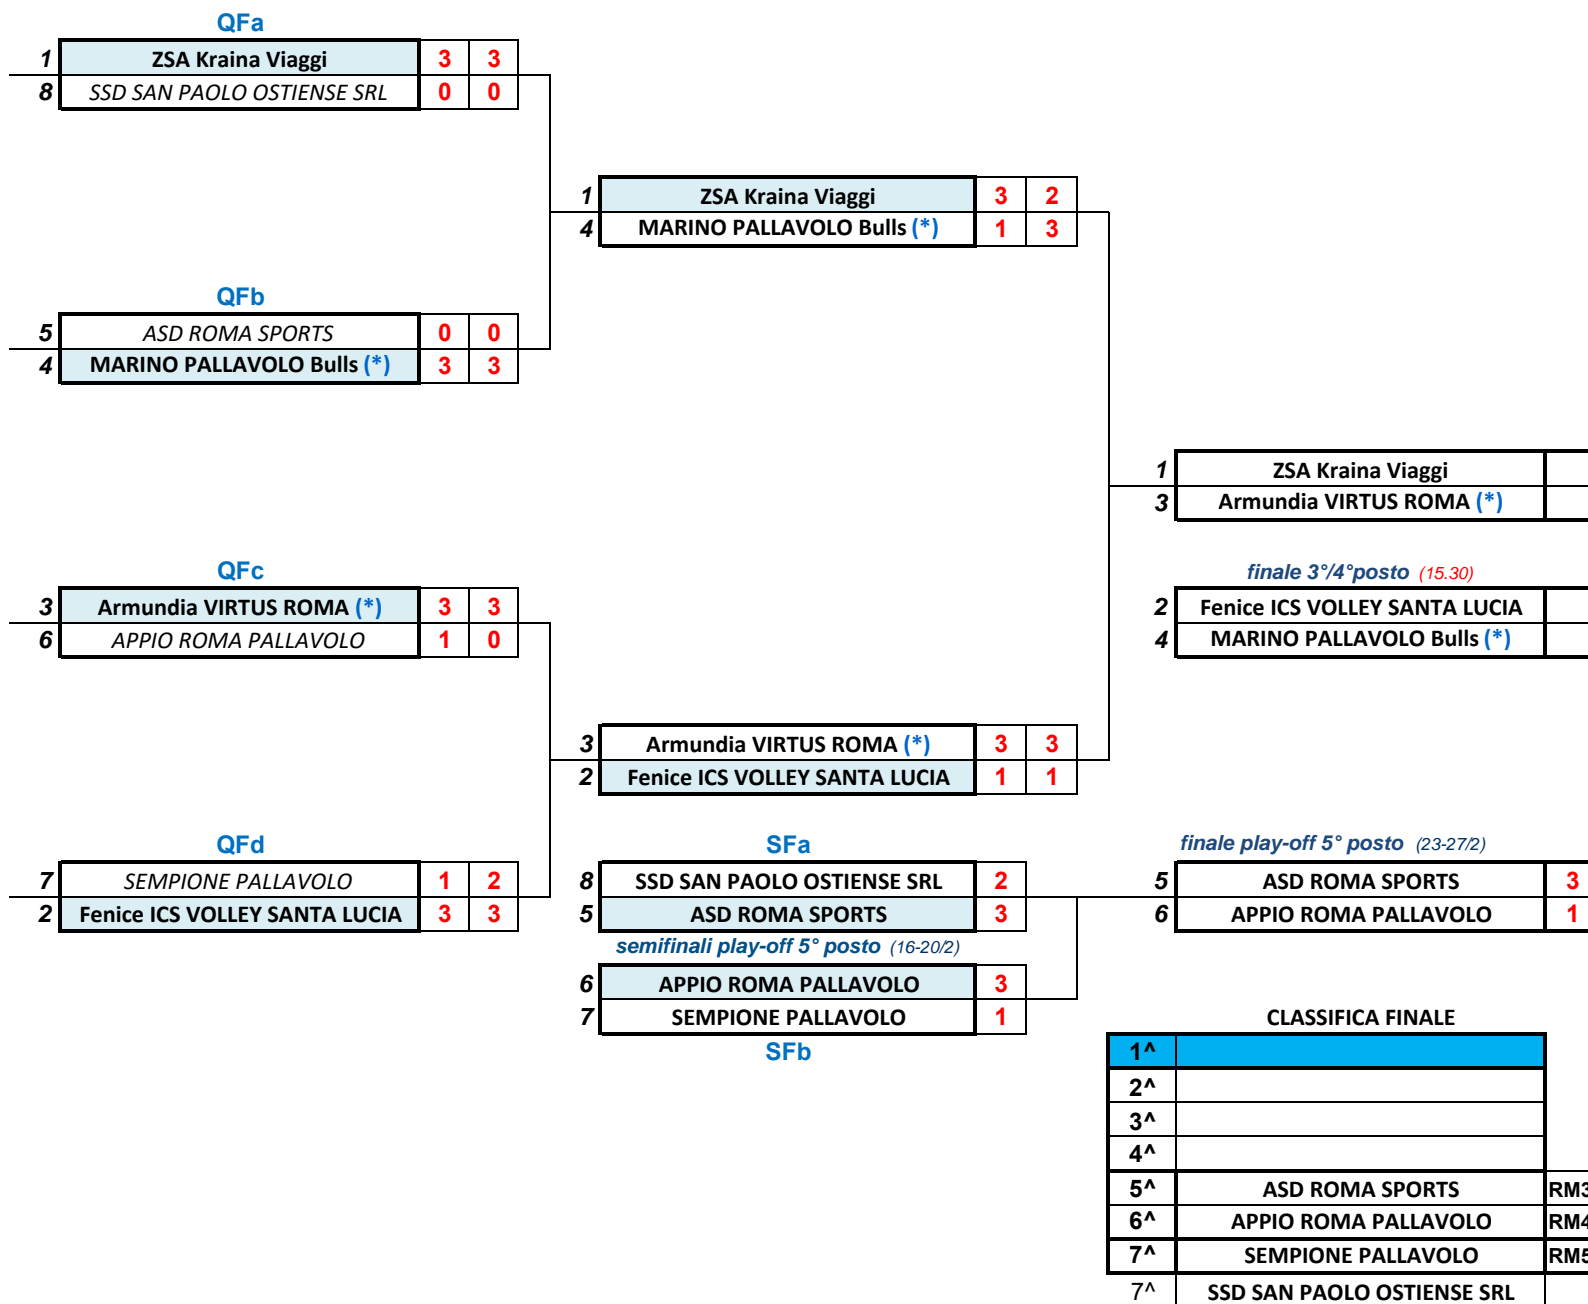 QFa
1 ZSA Kraina Viaggi 3 3
8 SSD SAN PAOLO OSTIENSE SRL 0 0
1 ZSA Kraina Viaggi 3 2
4 MARINO PALLAVOLO Bulls (*) 1 3
QFb
5 ASD ROMA SPORTS 0 0
4 MARINO PALLAVOLO Bulls (*) 3 3
1 ZSA Kraina Viaggi
3 Armundia VIRTUS ROMA (*)
QFc
finale 3°/4°posto (15.30)
3 Armundia VIRTUS ROMA (*) 3 3
2 Fenice ICS VOLLEY SANTA LUCIA
6 APPIO ROMA PALLAVOLO 1 0
4 MARINO PALLAVOLO Bulls (*)
3 Armundia VIRTUS ROMA (*) 3 3
2 Fenice ICS VOLLEY SANTA LUCIA 1 1
QFd
SFa
finale play-off 5° posto (23-27/2)
7 SEMPIONE PALLAVOLO 1 2
8 SSD SAN PAOLO OSTIENSE SRL 2
5 ASD ROMA SPORTS 3
2 Fenice ICS VOLLEY SANTA LUCIA 3 3
5 ASD ROMA SPORTS 3
6 APPIO ROMA PALLAVOLO 1
semifinali play-off 5° posto (16-20/2)
6 APPIO ROMA PALLAVOLO 3
7 SEMPIONE PALLAVOLO 1
SFb
CLASSIFICA FINALE
1^
2^
3^
4^
5^ ASD ROMA SPORTS RM3
6^ APPIO ROMA PALLAVOLO RM4
7^ SEMPIONE PALLAVOLO RM5
7^ SSD SAN PAOLO OSTIENSE SRL